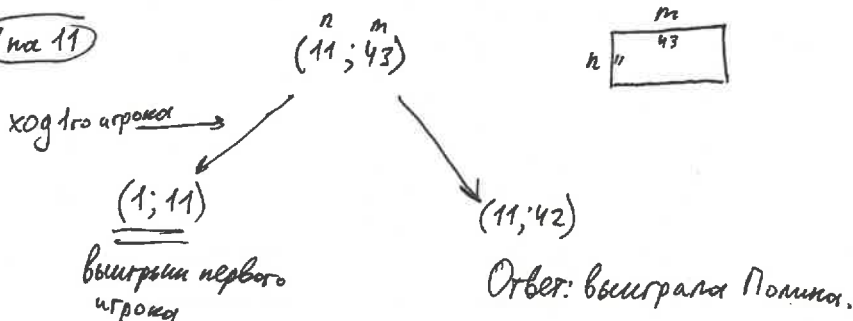 на 11
n m
(11; 43)
m
43
n 11
ход 1го игрока
(1; 11)
(11; 42)
выигрыш первого
игрока
Ответ: выиграла Полина.